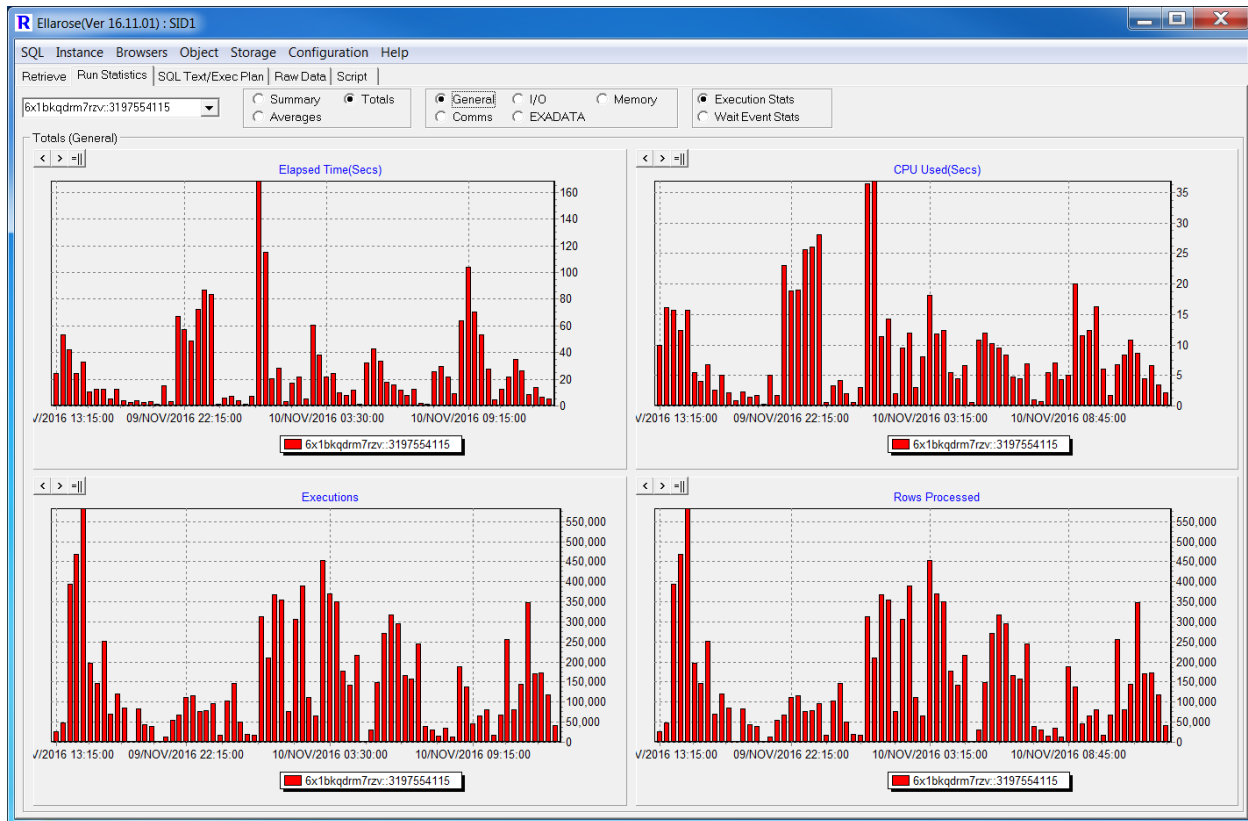 Ellarose(Ver 16.11.01) : SID1
SQL Instance Browsers Object Storage Configuration Help
Retrieve Run Statistics SQL Text/Exec Plan Raw Data Script
6x1bkqdrm7rzv::3197554115
Summary Totals General I/O Memory Execution Stats
Averages Comms EXADATA Wait Event Stats
Totals (General)
< > =||
Elapsed Time(Secs)
160
140
120
100
80
60
40
20
0
/2016 13:15:00 09/NOV/2016 22:15:00 10/NOV/2016 03:30:00 10/NOV/2016 09:15:00
6x1bkqdrm7rzv::3197554115
< > =||
CPU Used(Secs)
35
30
25
20
15
10
5
0
/2016 13:15:00 09/NOV/2016 22:15:00 10/NOV/2016 03:15:00 10/NOV/2016 08:45:00
6x1bkqdrm7rzv::3197554115
< > =||
Executions
550,000
500,000
450,000
400,000
350,000
300,000
250,000
200,000
150,000
100,000
50,000
0
/2016 13:15:00 09/NOV/2016 22:15:00 10/NOV/2016 03:30:00 10/NOV/2016 09:15:00
6x1bkqdrm7rzv::3197554115
< > =||
Rows Processed
550,000
500,000
450,000
400,000
350,000
300,000
250,000
200,000
150,000
100,000
50,000
0
/2016 13:15:00 09/NOV/2016 22:15:00 10/NOV/2016 03:15:00 10/NOV/2016 08:45:00
6x1bkqdrm7rzv::3197554115